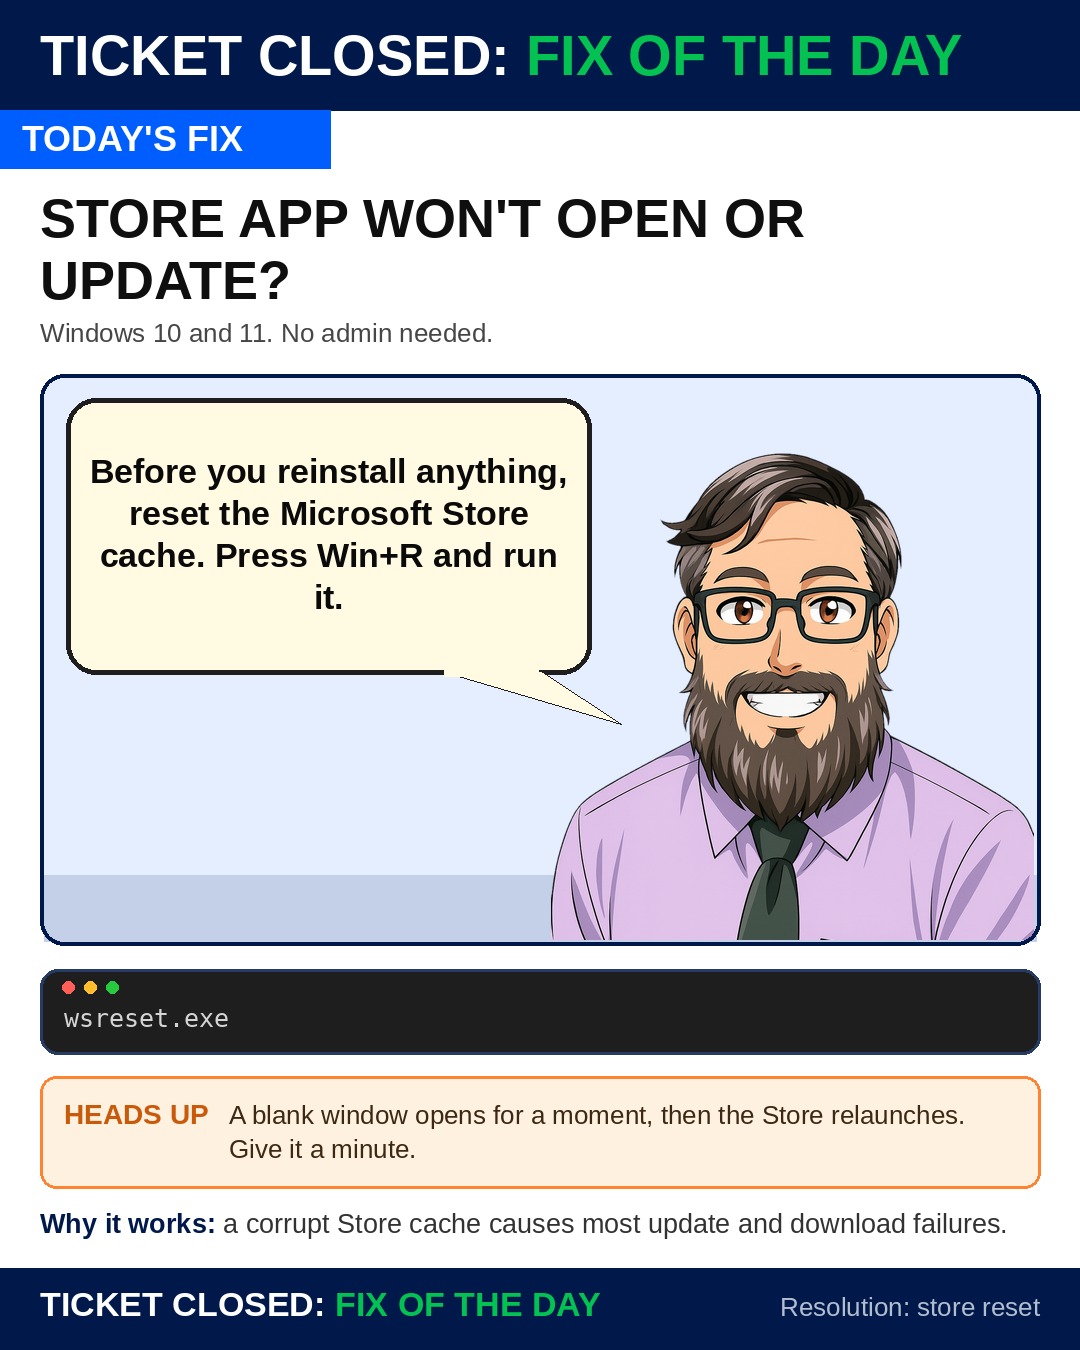 TICKET CLOSED: FIX OF THE DAY
TODAY'S FIX
STORE APP WON'T OPEN OR
UPDATE?
Windows 10 and 11. No admin needed.
Before you reinstall anything,
reset the Microsoft Store
cache. Press Win+R and run
it.
wsreset.exe
HEADS UP A blank window opens for a moment, then the Store relaunches.
Give it a minute.
Why it works: a corrupt Store cache causes most update and download failures.
TICKET CLOSED: FIX OF THE DAY
Resolution: store reset